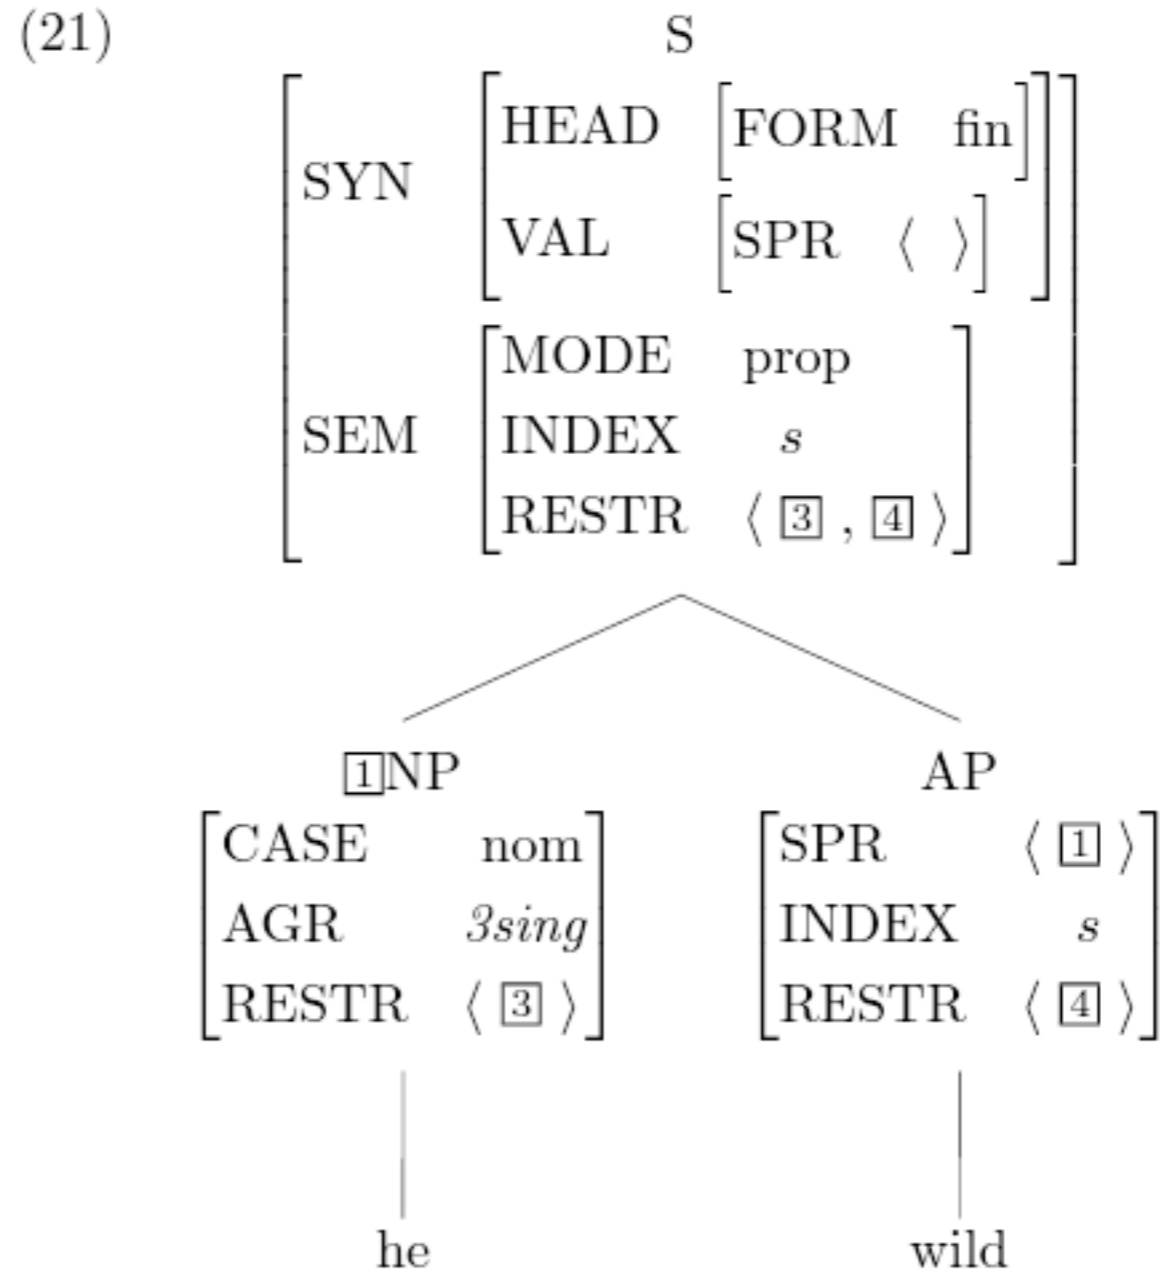 (21) S
HEAD [FORM fin]
SYN
VAL [SPR ⟨ ⟩]
MODE prop
SEM INDEX s
RESTR ⟨ 3 , 4 ⟩
1NP AP
CASE nom SPR ⟨ 1 ⟩
AGR 3sing INDEX s
RESTR ⟨ 3 ⟩ RESTR ⟨ 4 ⟩
he wild